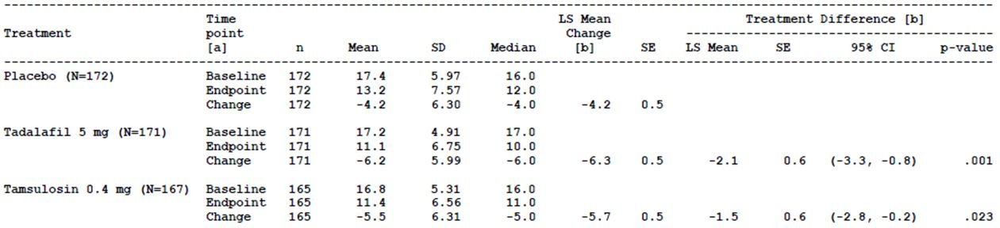 Time LS Mean Treatment Difference [b]
Treatment point Change
[a] n Mean SD Median [b] SE LS Mean SE 95% CI p-value
Placebo (N=172) Baseline 172 17.4 5.97 16.0
Endpoint 172 13.2 7.57 12.0
Change 172 -4.2 6.30 -4.0 -4.2 0.5
Tadalafil 5 mg (N=171) Baseline 171 17.2 4.91 17.0
Endpoint 171 11.1 6.75 10.0
Change 171 -6.2 5.99 -6.0 -6.3 0.5 -2.1 0.6 (-3.3, -0.8) .001
Tamsulosin 0.4 mg (N=167) Baseline 165 16.8 5.31 16.0
Endpoint 165 11.4 6.56 11.0
Change 165 -5.5 6.31 -5.0 -5.7 0.5 -1.5 0.6 (-2.8, -0.2) .023